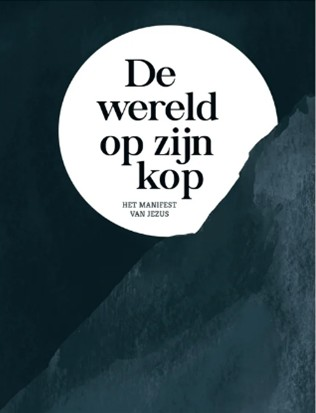 De
wereld
op zijn
kop
HET MANIFEST
VAN JEZUS